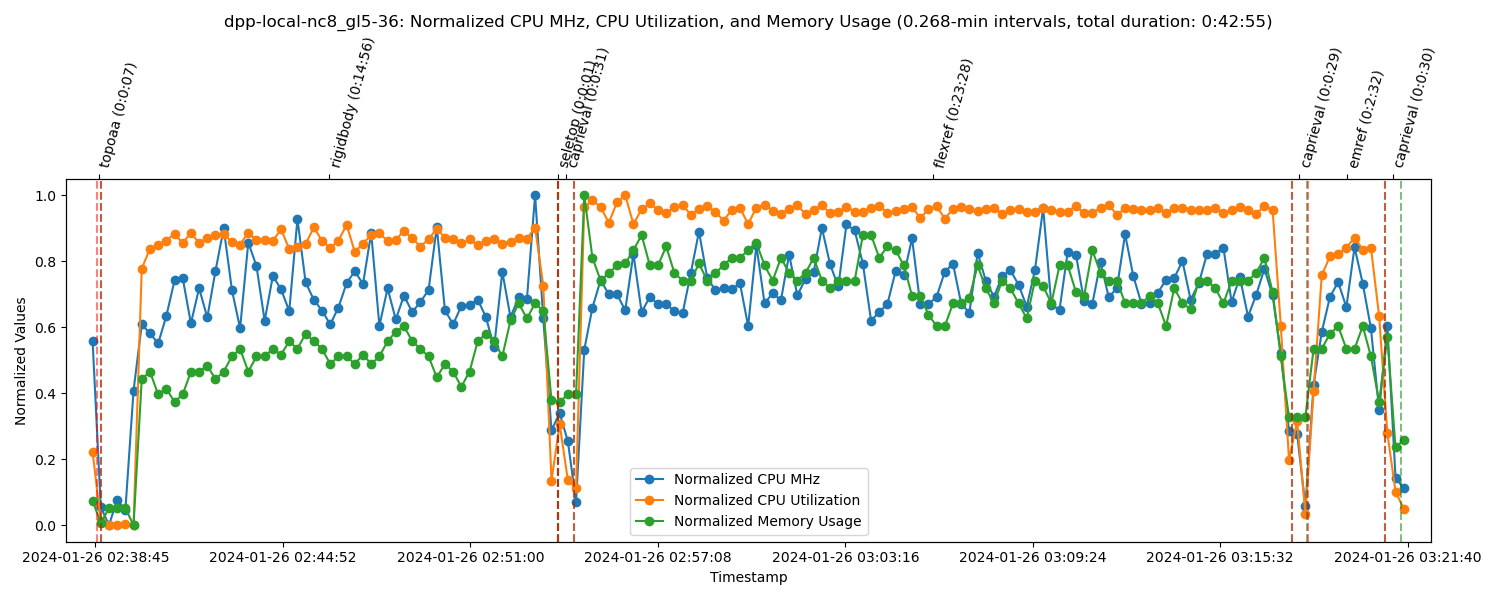 dpp-local-nc8_gl5-36: Normalized CPU MHz, CPU Utilization, and Memory Usage (0.268-min intervals, total duration: 0:42:55)
topoaa (0:0:07)
rigidbody (0:14:56)
seletop (0:0:01)
caprieval (0:0:31)
flexref (0:23:28)
caprieval (0:0:29)
emref (0:2:32)
caprieval (0:0:30)
Normalized Values
1.0
0.8
0.6
0.4
0.2
0.0
Normalized CPU MHz
Normalized CPU Utilization
Normalized Memory Usage
2024-01-26 02:38:45
2024-01-26 02:44:52
2024-01-26 02:51:00
2024-01-26 02:57:08
2024-01-26 03:03:16
2024-01-26 03:09:24
2024-01-26 03:15:32
2024-01-26 03:21:40
Timestamp